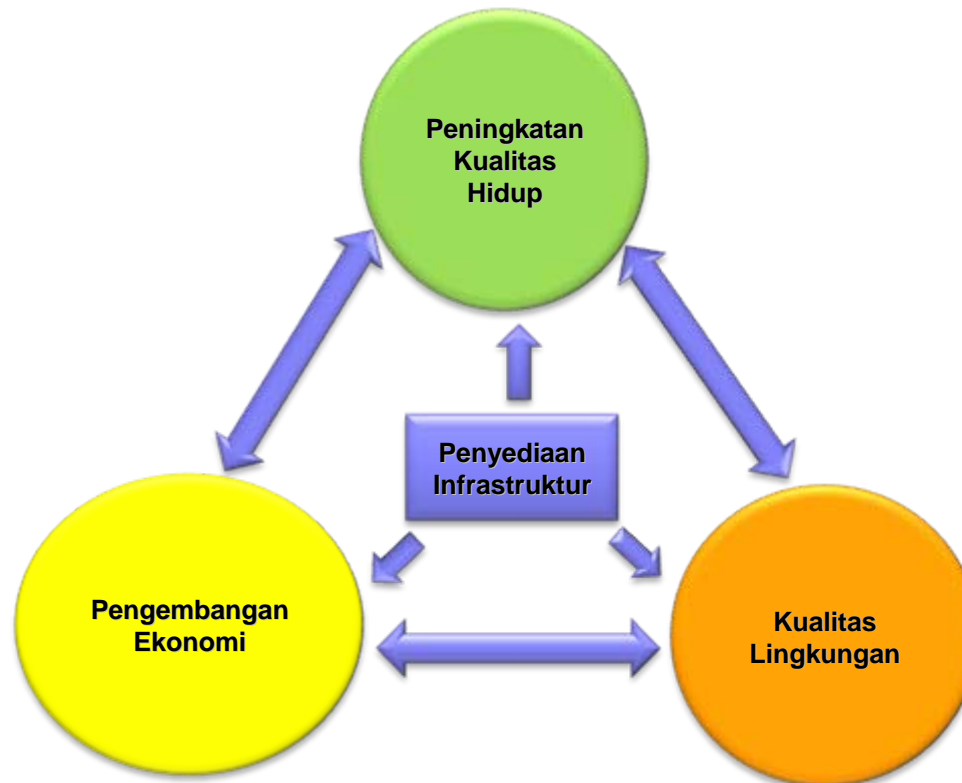 Peningkatan
Kualitas
Hidup
Penyediaan
Infrastruktur
Pengembangan
Ekonomi
Kualitas
Lingkungan